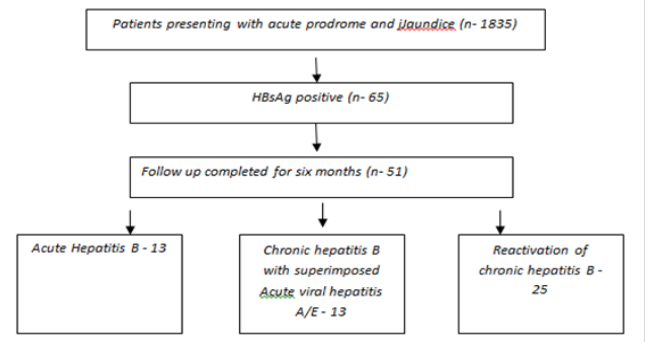 Patients presenting with acute prodrome and jJaundice (n- 1835)
HBsAg positive (n- 65)
Follow up completed for six months (n- 51)
Acute Hepatitis B - 13
Chronic hepatitis B
with superimposed
Acute viral hepatitis
A/E - 13
Reactivation of
chronic hepatitis B -
25